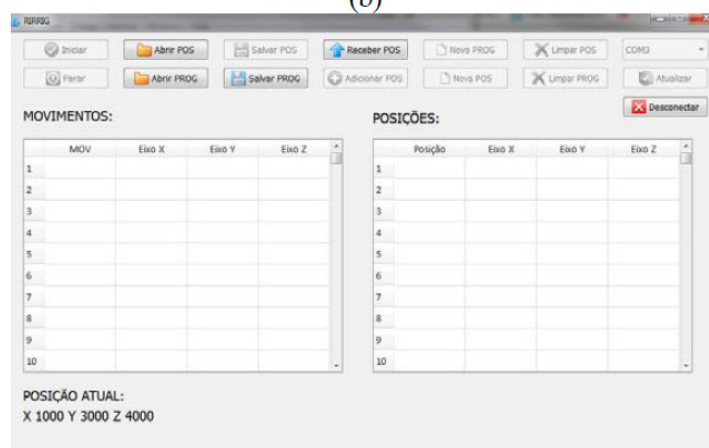 (b)
RIRRIG
Iniciar Abrir POS Salvar POS Receber POS Novo PROG Limpar POS COM3
Parar Abrir PROG Salvar PROG Adicionar POS Nova POS Limpar PROG Atualizar
Desconectar
MOVIMENTOS: POSIÇÕES:
MOV Eixo X Eixo Y Eixo Z Posição Eixo X Eixo Y Eixo Z
1 1
2 2
3 3
4 4
5 5
6 6
7 7
8 8
9 9
10 10
POSIÇÃO ATUAL:
X 1000 Y 3000 Z 4000